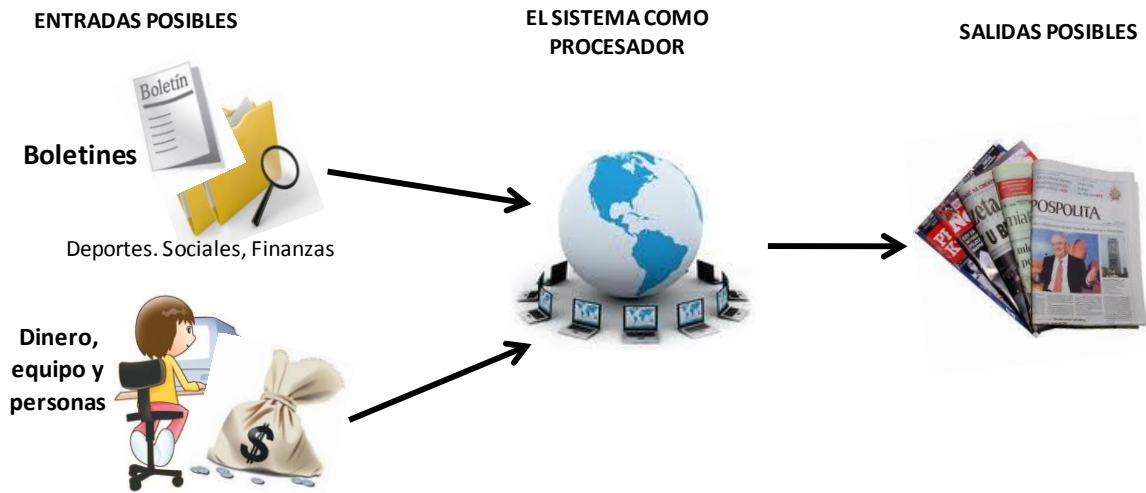 ENTRADAS POSIBLES
EL SISTEMA COMO
PROCESADOR
SALIDAS POSIBLES
Boletín
Boletines
Deportes. Sociales, Finanzas
Dinero,
equipo y
personas
$
POSPOLITA